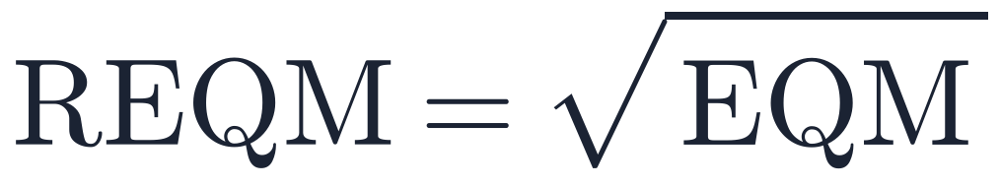 REQM = √EQM